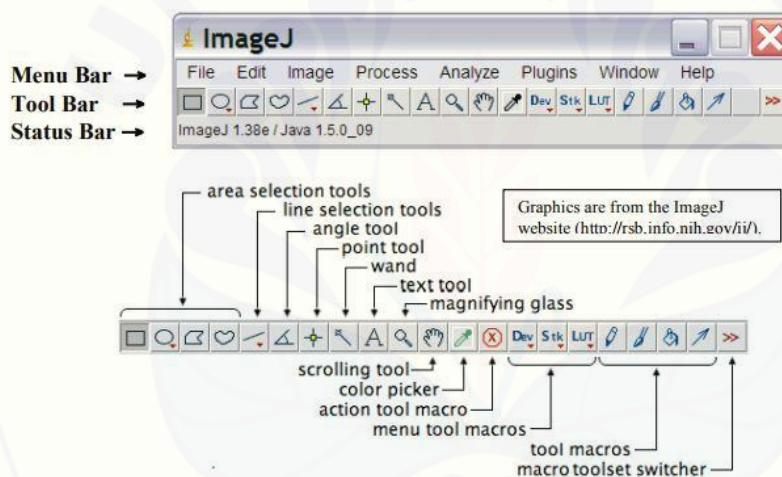 ImageJ
Menu Bar
File Edit Image Process Analyze Plugins Window Help
Tool Bar
A Dev Stk LUT >>
Status Bar
ImageJ 1.38e / Java 1.5.0_09
area selection tools
line selection tools
angle tool
point tool
wand
text tool
magnifying glass
Graphics are from the ImageJ
website (http://rsb.info.nih.gov/ij/).
A X Dev Stk LUT >>
scrolling tool
color picker
action tool macro
menu tool macros
tool macros
macro toolset switcher